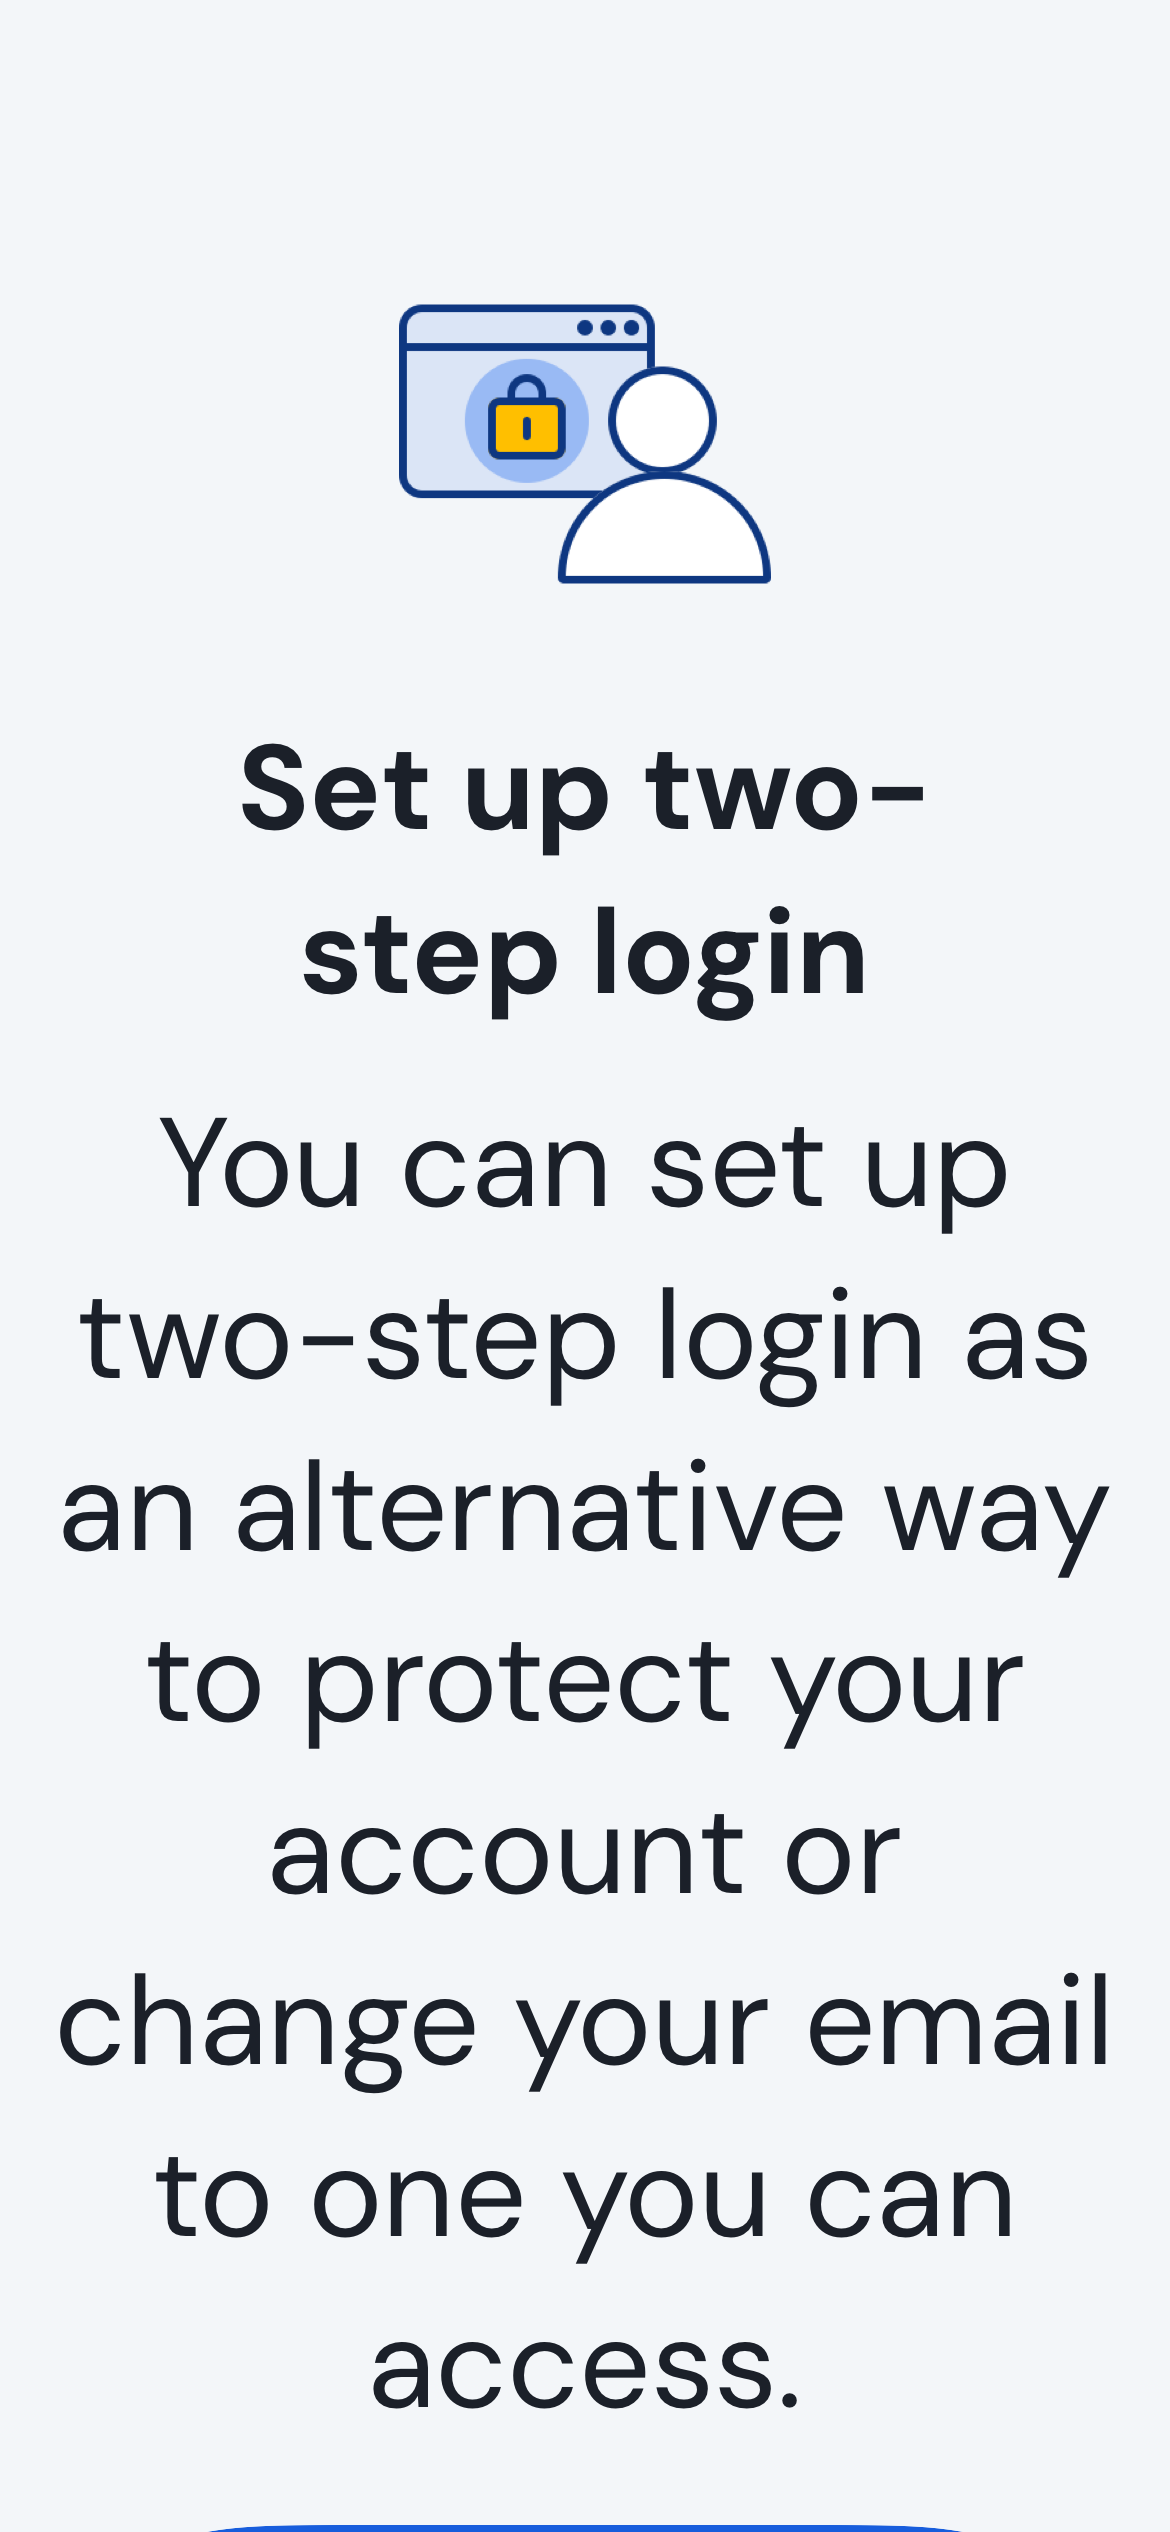 Set up two-
step login
You can set up
two-step login as
an alternative way
to protect your
account or
change your email
to one you can
access.